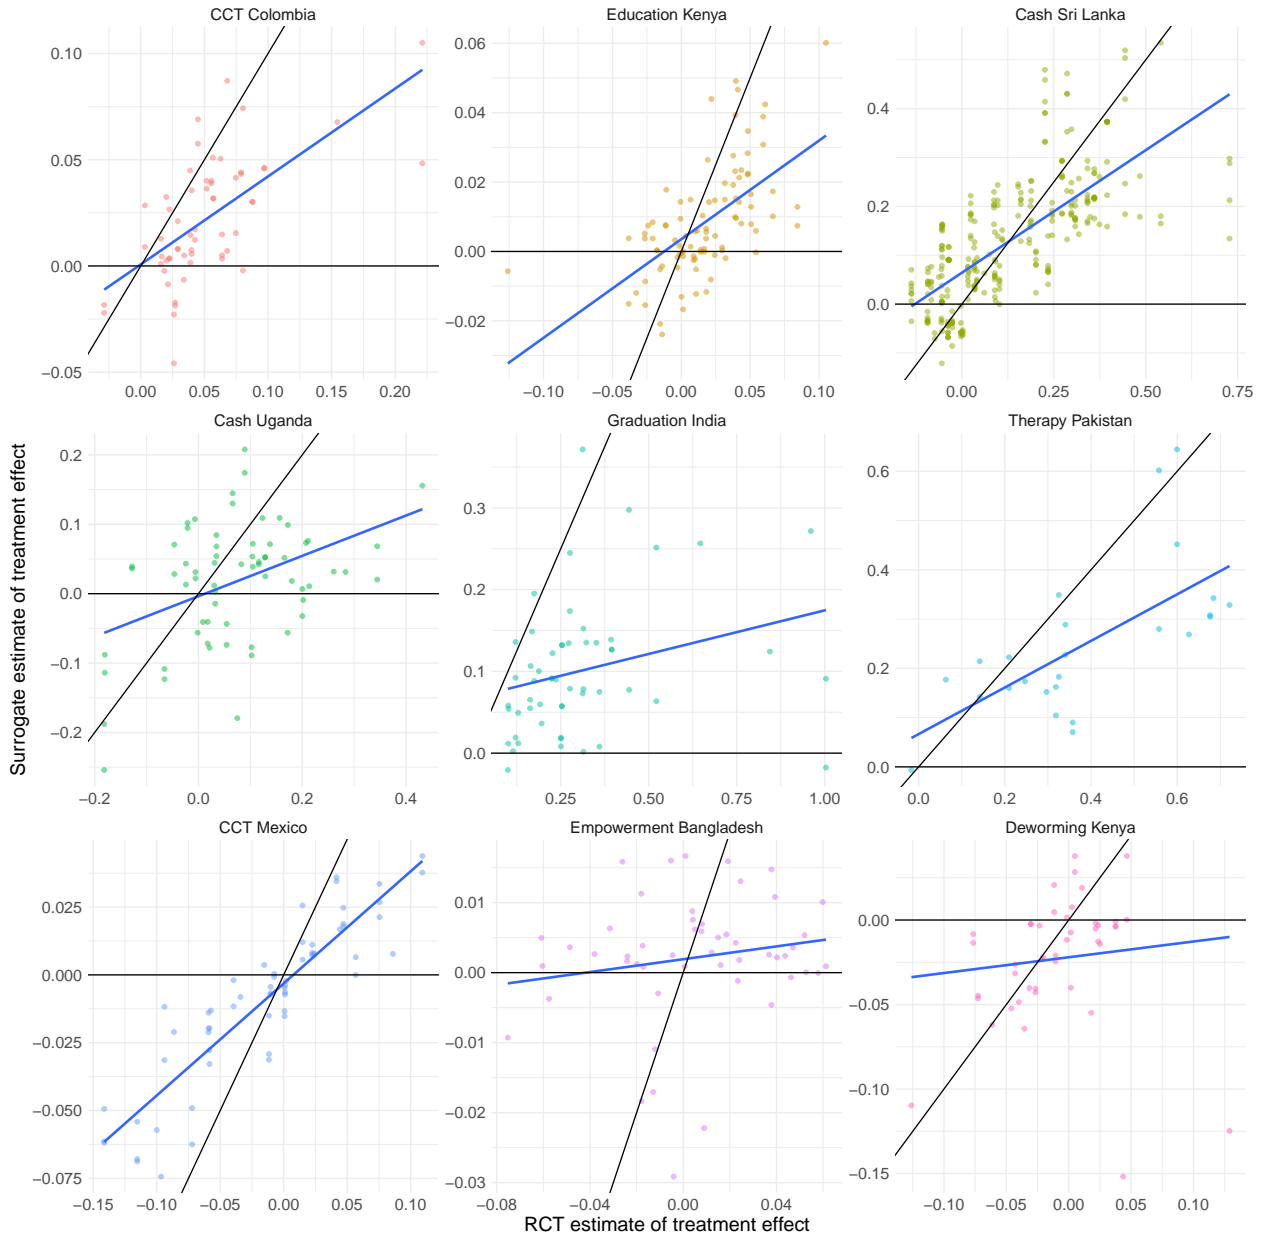 CCT Colombia
Education Kenya
Cash Sri Lanka
0.10
0.05
0.00
−0.05
0.00 0.05 0.10 0.15 0.20
0.06
0.04
0.02
0.00
−0.02
−0.10 −0.05 0.00 0.05 0.10
0.4
0.2
0.0
0.00 0.25 0.50 0.75
Cash Uganda
Graduation India
Therapy Pakistan
0.2
0.1
0.0
−0.1
−0.2
−0.2 0.0 0.2 0.4
0.3
0.2
0.1
0.0
0.25 0.50 0.75 1.00
0.6
0.4
0.2
0.0
0.0 0.2 0.4 0.6
CCT Mexico
Empowerment Bangladesh
Deworming Kenya
0.025
0.000
−0.025
−0.050
−0.075
−0.15 −0.10 −0.05 0.00 0.05 0.10
0.01
0.00
−0.01
−0.02
−0.03
−0.08 −0.04 0.00 0.04
0.00
−0.05
−0.10
−0.15
−0.10 −0.05 0.00 0.05 0.10
Surrogate estimate of treatment effect
RCT estimate of treatment effect